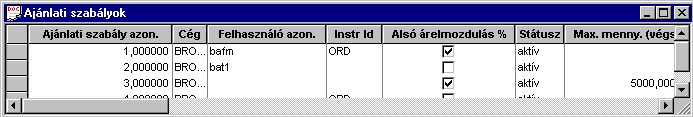 Ajánlati szabályok
Ajánlati szabály azon. Cég Felhasználó azon. Instr Id Alsó árelmozdulás % Státusz Max. menny. (végs
1,000000 BRO... bafm ORD aktív
2,000000 BRO... bat1 aktív
3,000000 BRO... aktív 5000,000